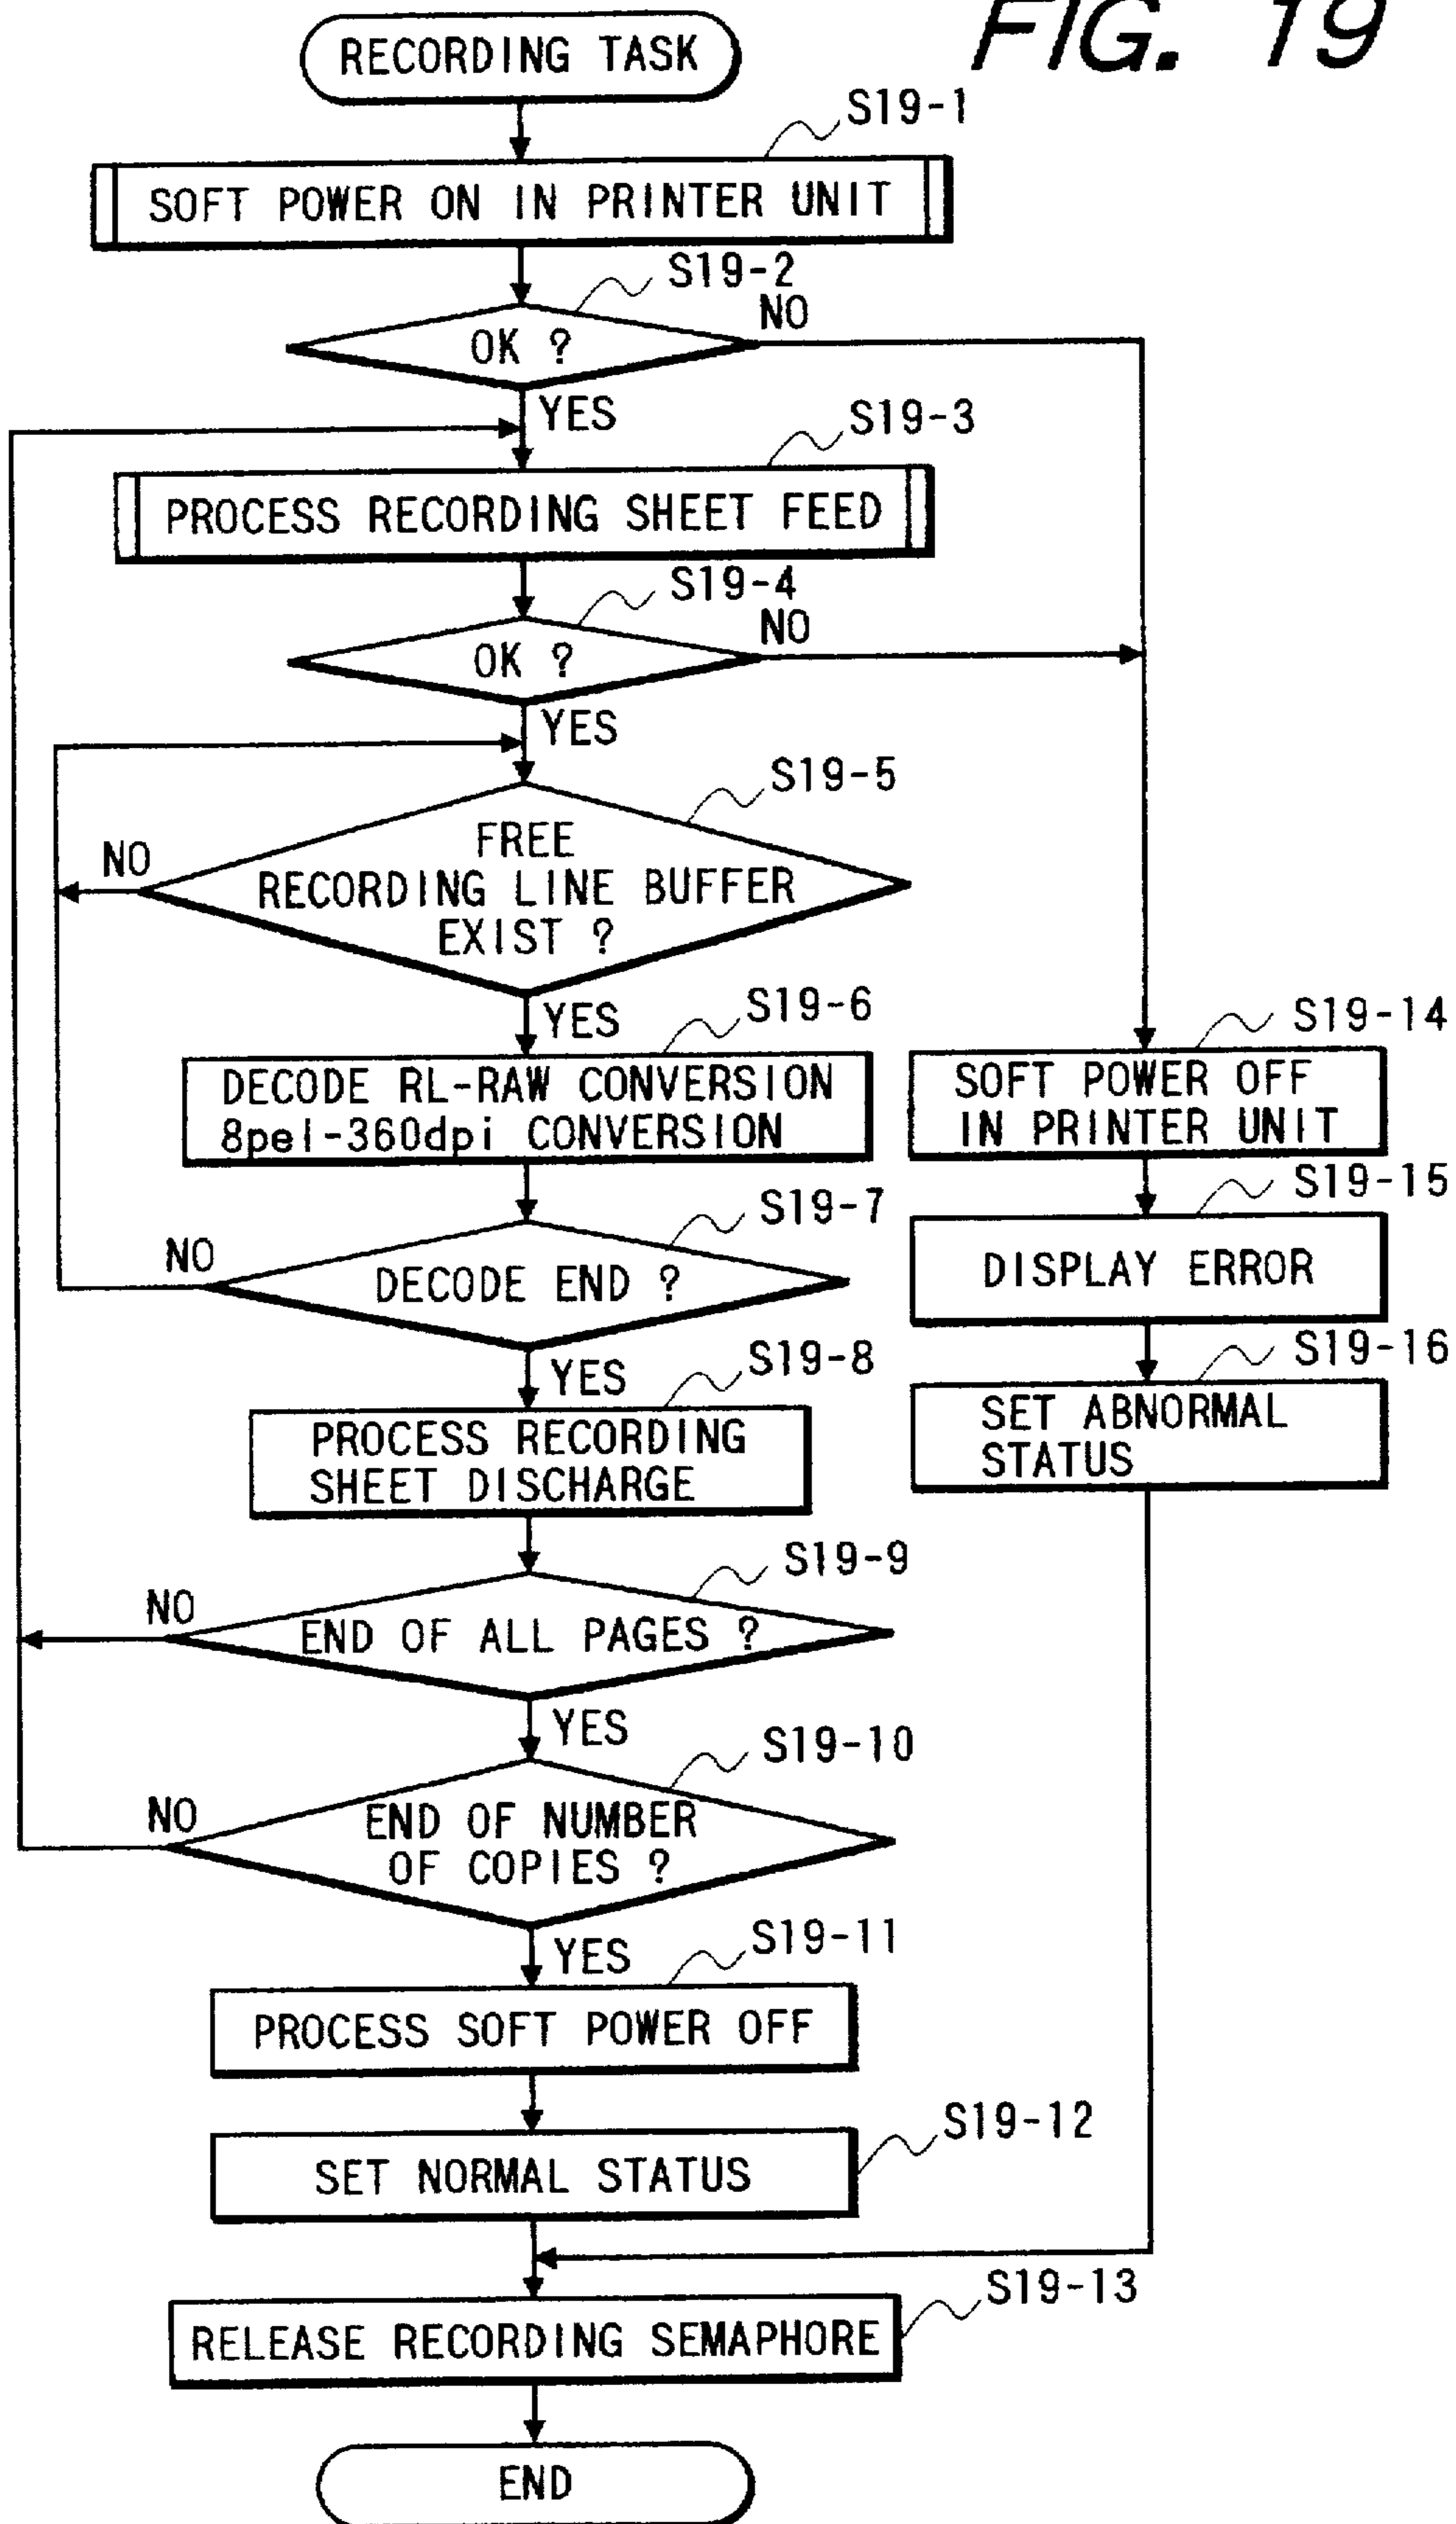 FIG. 19
RECORDING TASK
S19-1
SOFT POWER ON IN PRINTER UNIT
S19-2
OK ?
NO
YES
S19-3
PROCESS RECORDING SHEET FEED
S19-4
OK ?
NO
YES
S19-5
FREE
RECORDING LINE BUFFER
EXIST ?
NO
YES
S19-6
DECODE RL-RAW CONVERSION
8pel-360dpi CONVERSION
S19-7
DECODE END ?
NO
YES
S19-8
PROCESS RECORDING
SHEET DISCHARGE
S19-9
END OF ALL PAGES ?
NO
YES
S19-10
END OF NUMBER
OF COPIES ?
NO
YES
S19-11
PROCESS SOFT POWER OFF
S19-12
SET NORMAL STATUS
S19-14
SOFT POWER OFF
IN PRINTER UNIT
S19-15
DISPLAY ERROR
S19-16
SET ABNORMAL
STATUS
S19-13
RELEASE RECORDING SEMAPHORE
END